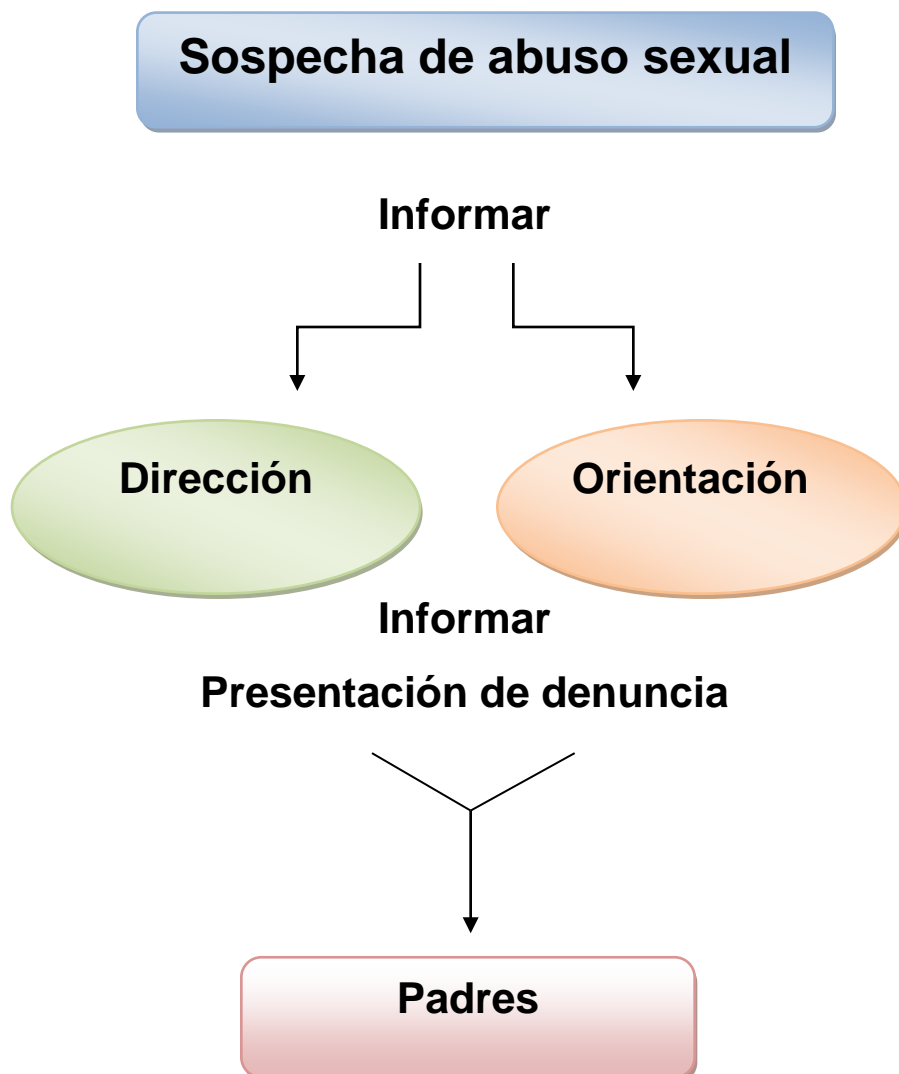 Sospecha de abuso sexual
Informar
Dirección
Orientación
Informar
Presentación de denuncia
Padres